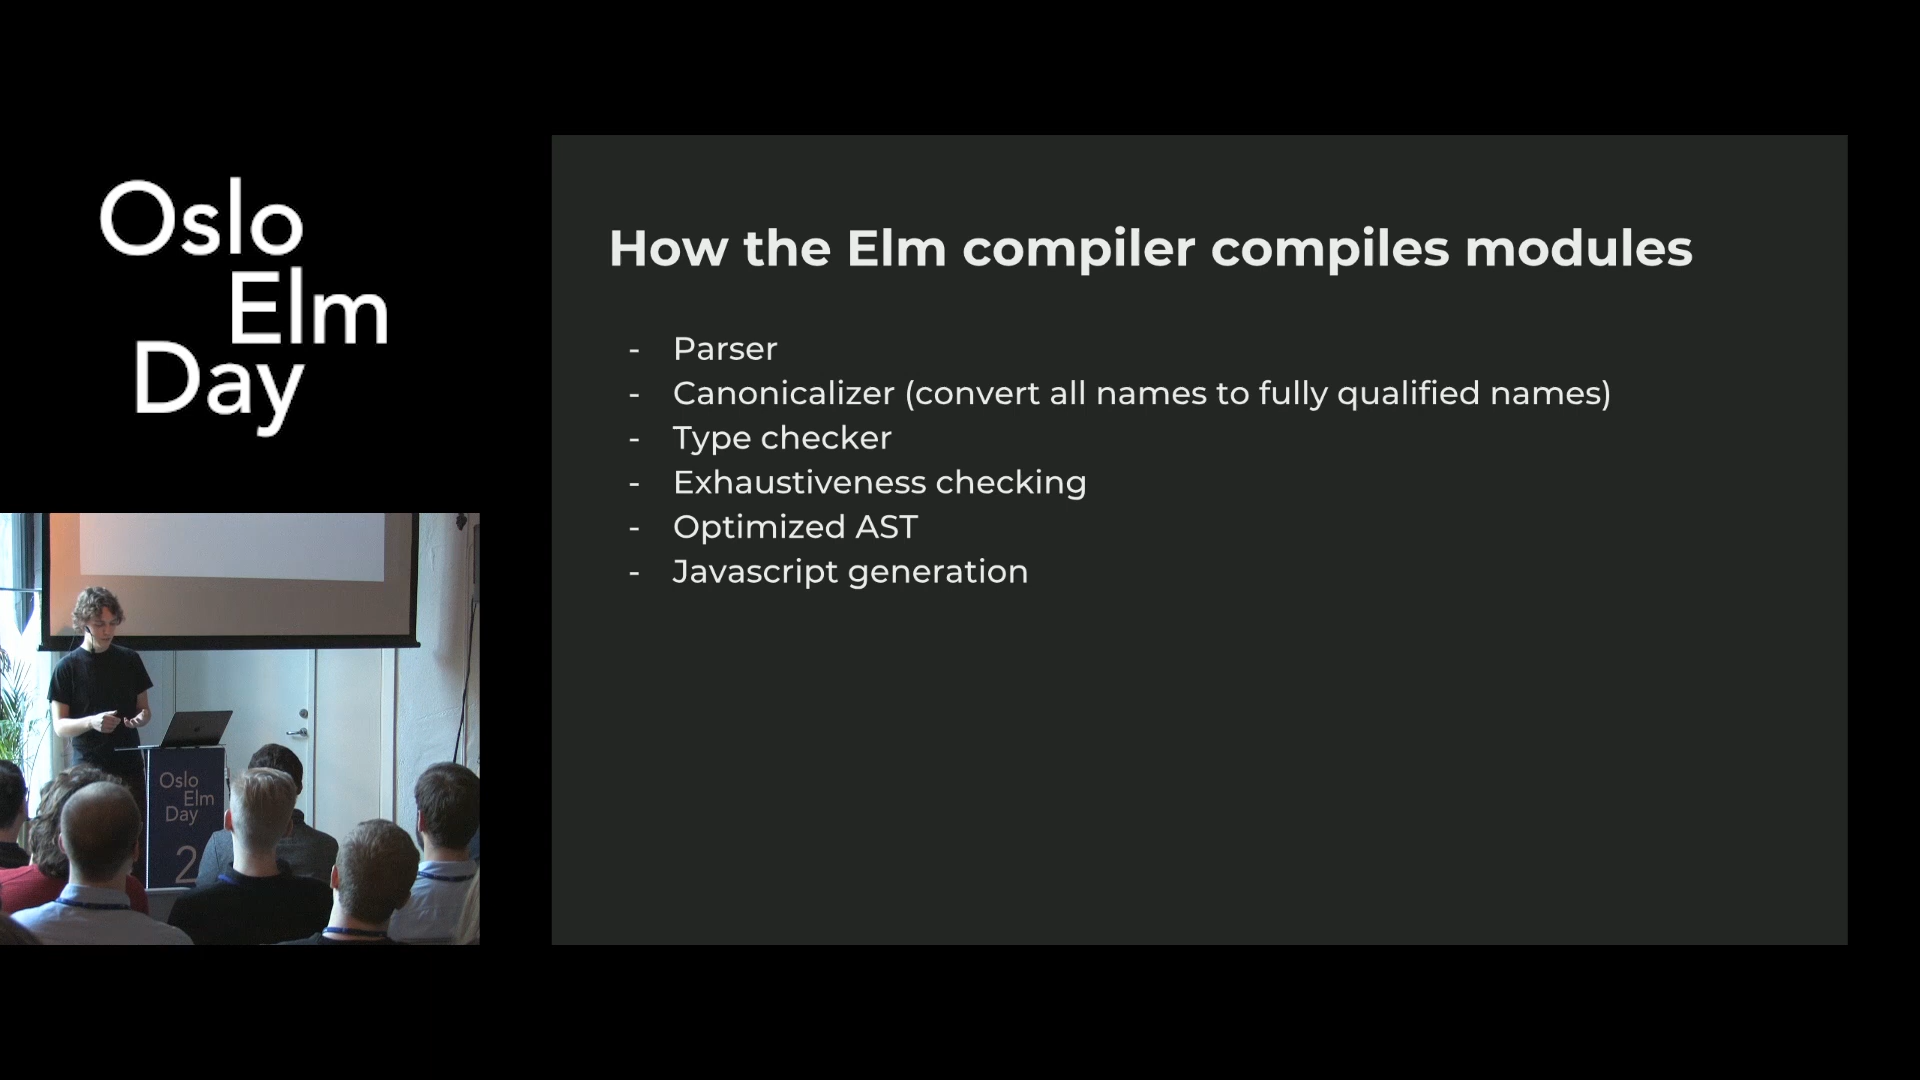 Oslo
Elm
Day
How the Elm compiler compiles modules
- Parser
- Canonicalizer (convert all names to fully qualified names)
- Type checker
- Exhaustiveness checking
- Optimized AST
- Javascript generation
Oslo
Elm
Day
2